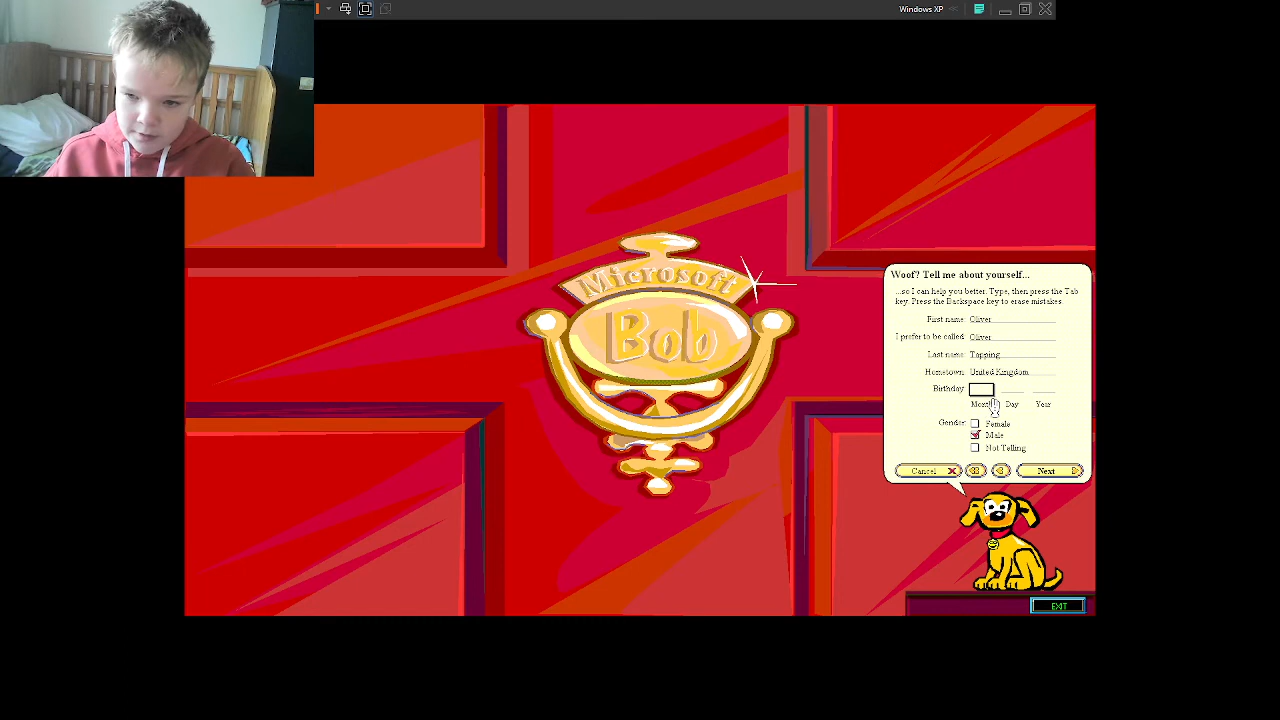 Windows XP
Microsoft
Bob
Woof? Tell me about yourself...
...so I can help you better. Type, then press the Tab
key. Press the Backspace key to erase mistakes.
First name: Oliver
I prefer to be called: Oliver
Last name: Tapping
Hometown: United Kingdom
Birthday:
Day Year
Gender: Female
Male
Not Telling
Cancel Next
EXIT